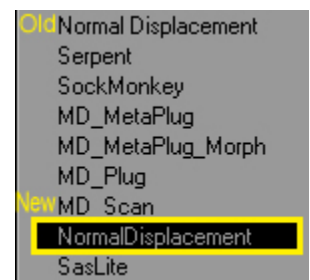 Old Normal Displacement
Serpent
SockMonkey
MD_MetaPlug
MD_MetaPlug_Morph
MD_Plug
New MD_Scan
NormalDisplacement
SasLite